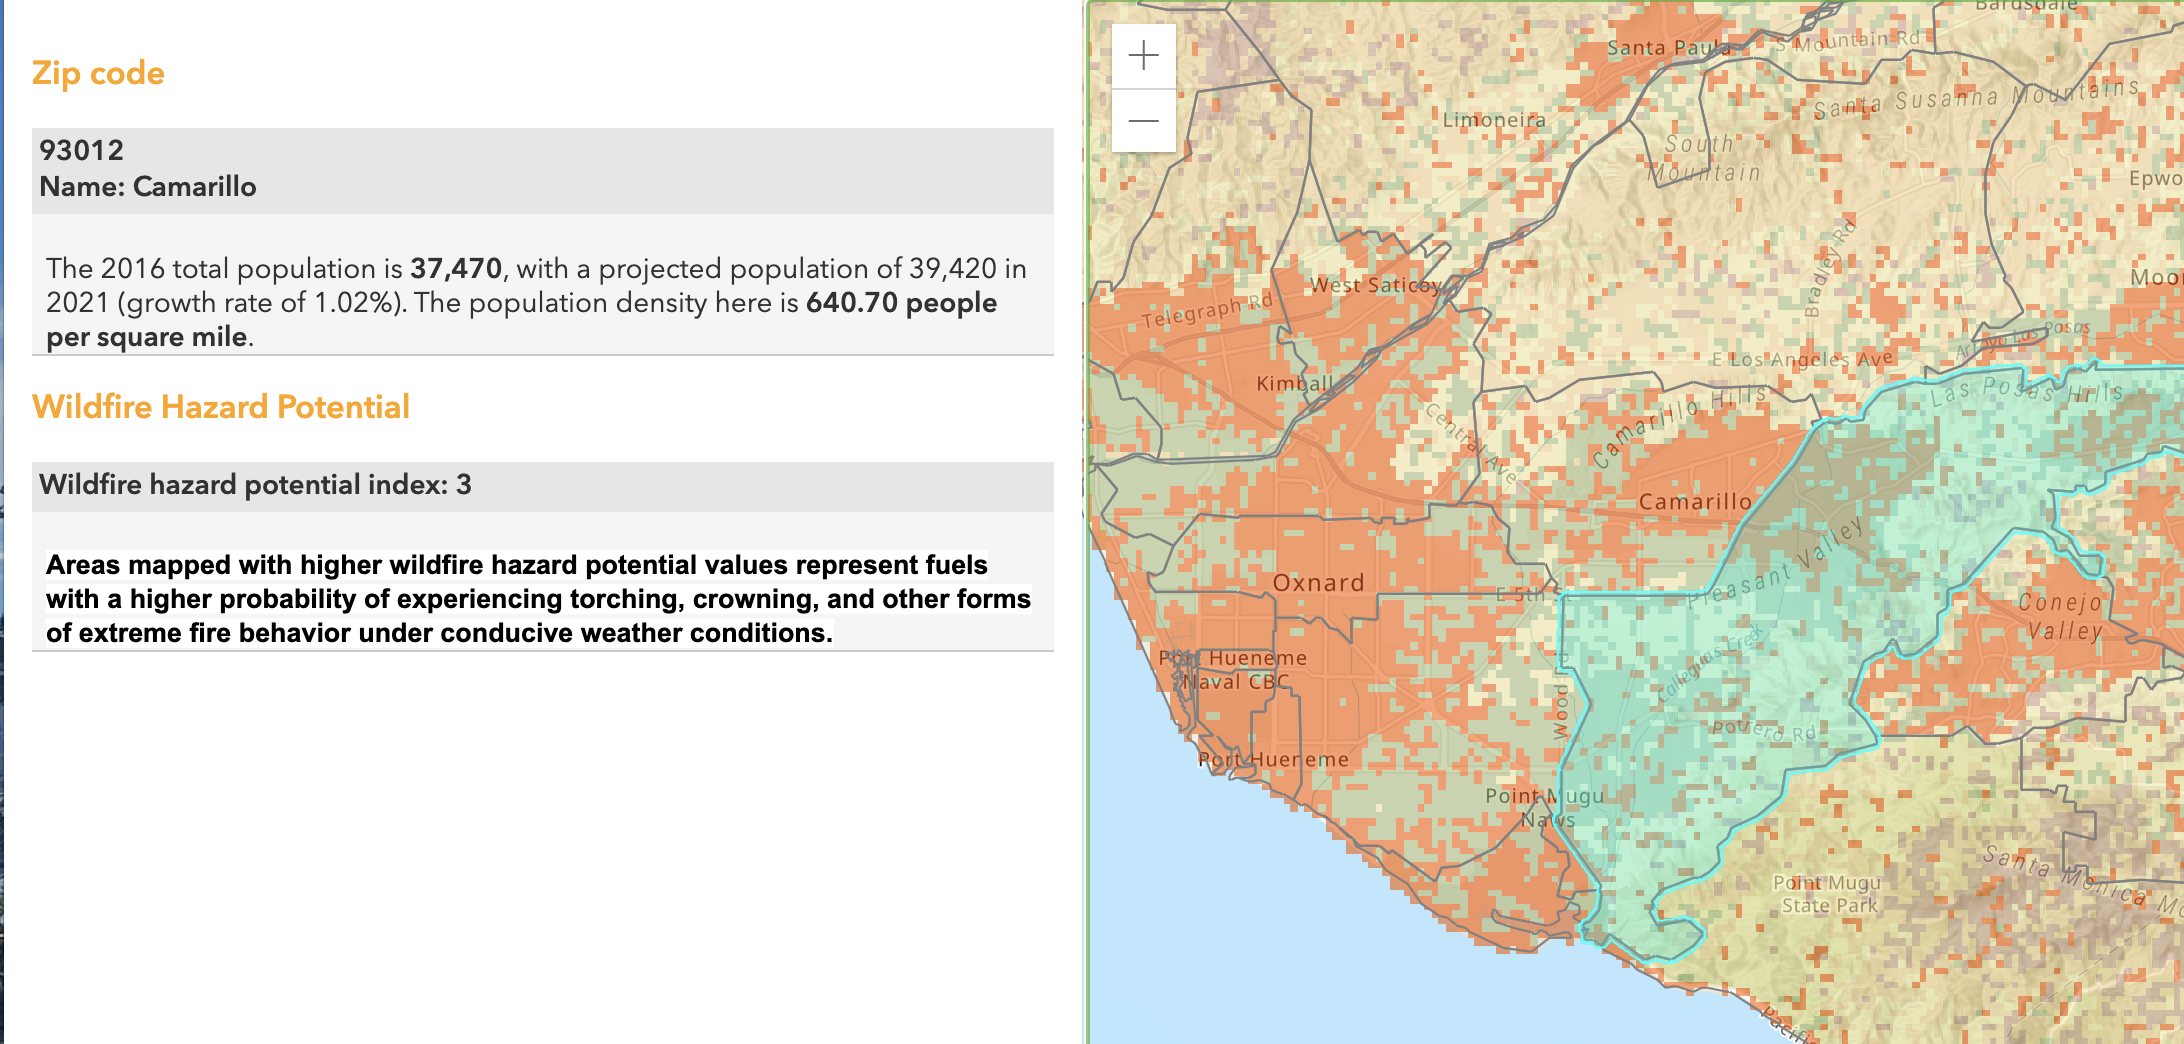 Zip code
93012
Name: Camarillo
The 2016 total population is 37,470, with a projected population of 39,420 in
2021 (growth rate of 1.02%). The population density here is 640.70 people
per square mile.
Wildfire Hazard Potential
Wildfire hazard potential index: 3
Areas mapped with higher wildfire hazard potential values represent fuels
with a higher probability of experiencing torching, crowning, and other forms
of extreme fire behavior under conducive weather conditions.
+
−
Bardsdale
Santa Paula
S Mountain Rd
Santa Susanna Mountains
Limoneira
South
Mountain
Epwo
Bradley Rd
West Saticoy
Moor
Telegraph Rd
Arroyo Las Posas
E Los Angeles Ave
Kimball
Las Posas Hills
Camarillo Hills
Central Ave
Camarillo
Pleasant Valley
Oxnard
E 5th St
Conejo
Valley
Calleguas Creek
Port Hueneme
Naval CBC
Wood Rd
Potrero Rd
Port Hueneme
Point Mugu
Naws
Santa Monica Mo
Point Mugu
State Park
Pacific